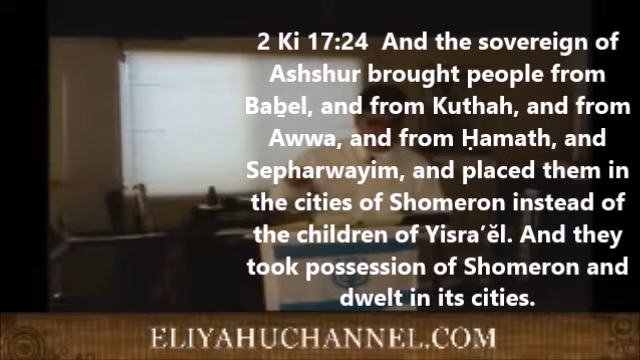 2 Ki 17:24  And the sovereign of
Ashshur brought people from
Baḇel, and from Kuthah, and from
Awwa, and from Ḥamath, and
Sepharwayim, and placed them in
the cities of Shomeron instead of
the children of Yisra’ĕl. And they
took possession of Shomeron and
dwelt in its cities.
ELIYAHUCHANNEL.COM